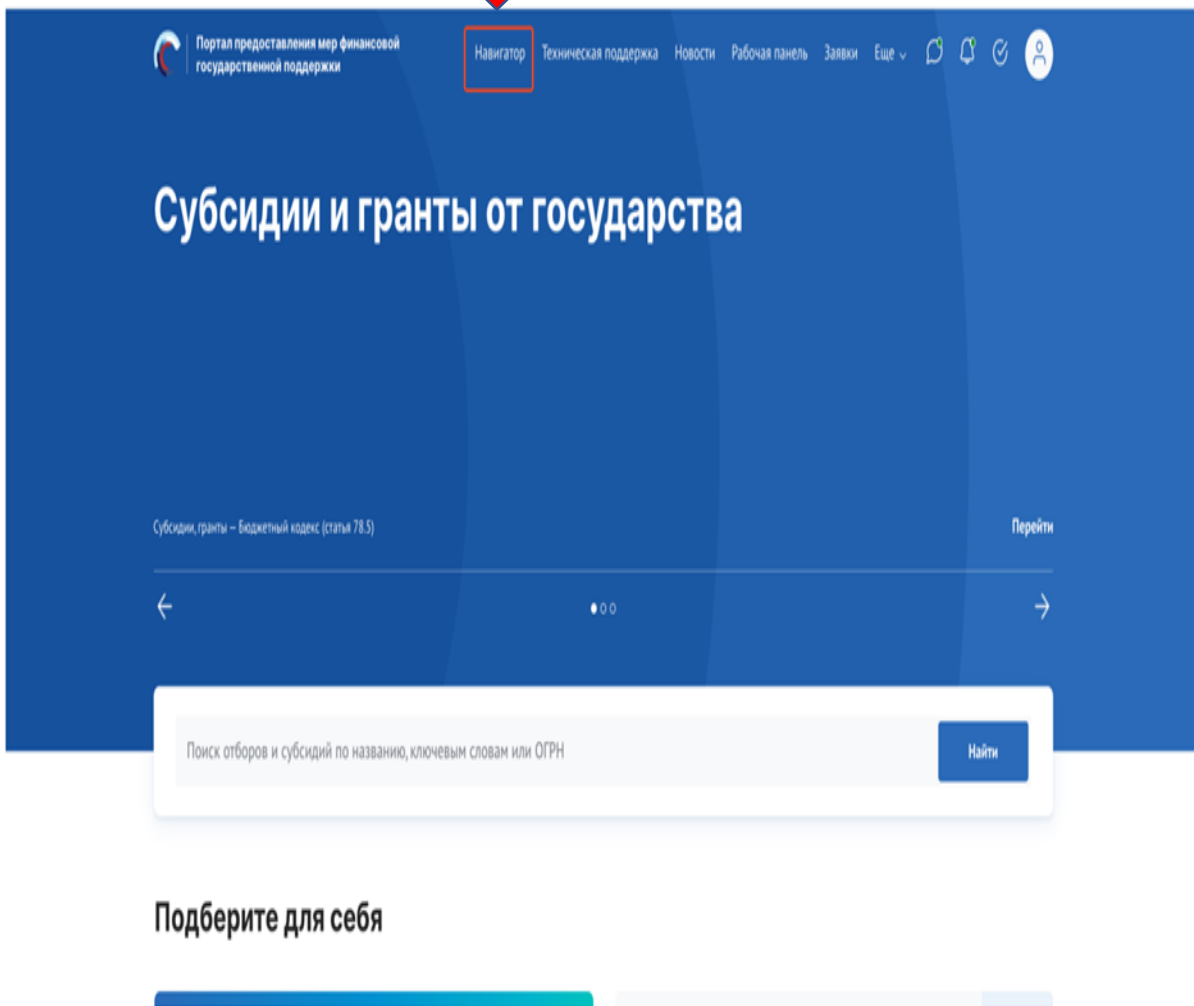 Портал предоставления мер финансовой
государственной поддержки
Навигатор Техническая поддержка Новости Рабочая панель Заявки Еще
Субсидии и гранты от государства
Субсидии, гранты – Бюджетный кодекс (статья 78.5)
Перейти
Поиск отборов и субсидий по названию, ключевым словам или ОГРН
Найти
Подберите для себя